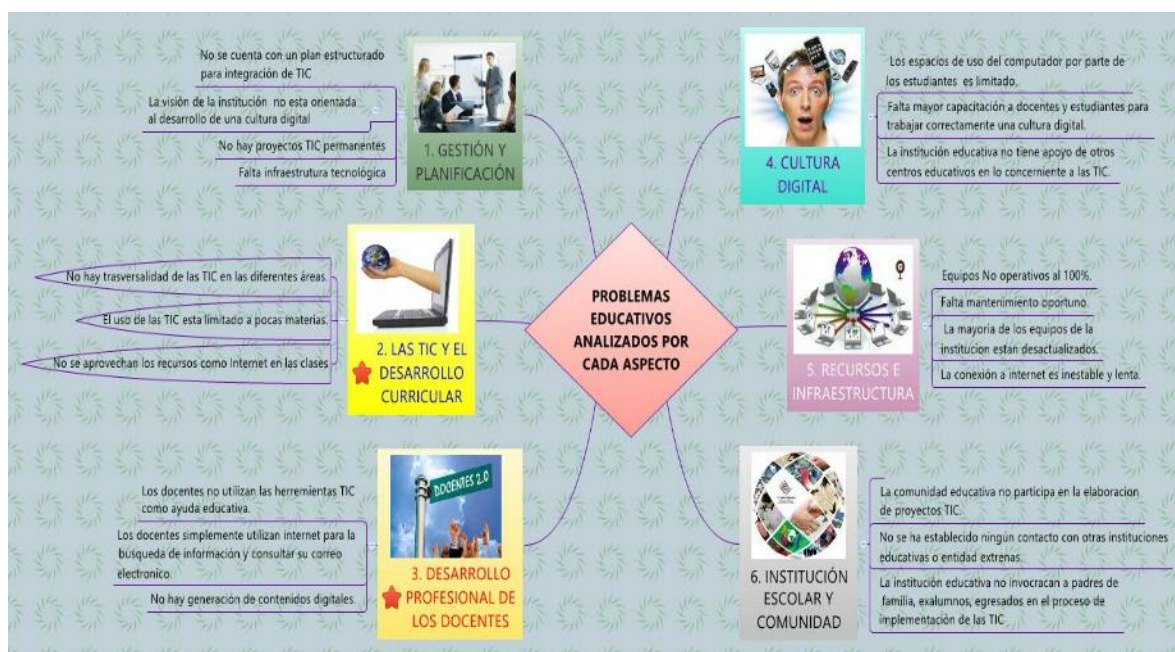 No se cuenta con un plan estructurado
para integración de TIC
La visión de la institución no esta orientada
al desarrollo de una cultura digital
No hay proyectos TIC permanentes
Falta infraestrutura tecnológica
1. GESTIÓN Y
PLANIFICACIÓN
No hay trasversalidad de las TIC en las diferentes áreas.
El uso de las TIC esta limitado a pocas materias.
No se aprovechan los recursos como Internet en las clases
2. LAS TIC Y EL
DESARROLLO
CURRICULAR
Los docentes no utilizan las herremientas TIC
como ayuda educativa.
Los docentes simplemente utilizan internet para la
búsqueda de información y consultar su correo
electronico.
No hay generación de contenidos digitales.
DOCENTES 2.0
3. DESARROLLO
PROFESIONAL DE
LOS DOCENTES
PROBLEMAS
EDUCATIVOS
ANALIZADOS POR
CADA ASPECTO
4. CULTURA
DIGITAL
Los espacios de uso del computador por parte de
los estudiantes es limitado.
Falta mayor capacitación a docentes y estudiantes para
trabajar correctamente una cultura digital.
La institución educativa no tiene apoyo de otros
centros educativos en lo concerniente a las TIC.
5. RECURSOS E
INFRAESTRUCTURA
Equipos No operativos al 100%.
Falta mantenimiento oportuno.
La mayoria de los equipos de la
institucion estan desactualizados.
La conexión a internet es inestable y lenta.
6. INSTITUCIÓN
ESCOLAR Y
COMUNIDAD
La comunidad educativa no participa en la elaboracion
de proyectos TIC.
No se ha establecido ningún contacto con otras instituciones
educativas o entidad extrenas.
La institución educativa no invocracan a padres de
familia, exalumnos, egresados en el proceso de
implementación de las TIC